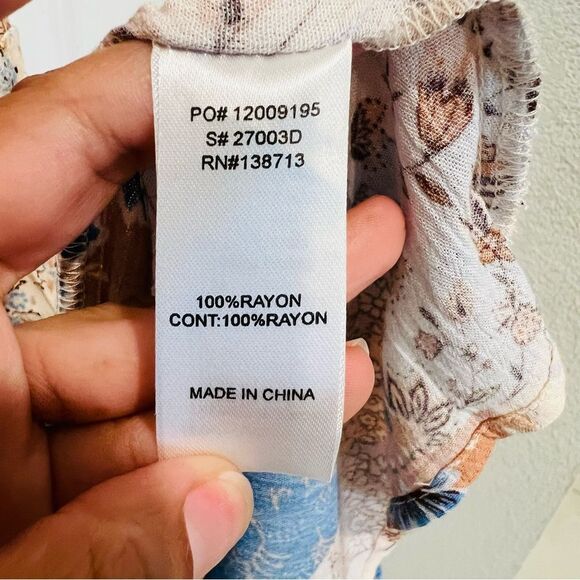 PO# 12009195
S# 27003D
RN#138713
100%RAYON
CONT:100%RAYON
MADE IN CHINA